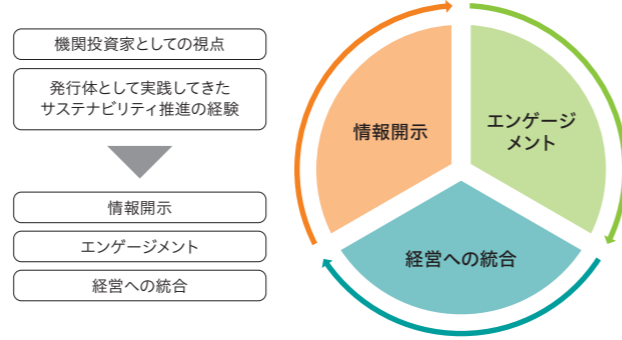 機関投資家としての視点
発行体として実践してきた
サステナビリティ推進の経験
情報開示
エンゲージメント
経営への統合
情報開示
エンゲージ
メント
経営への統合